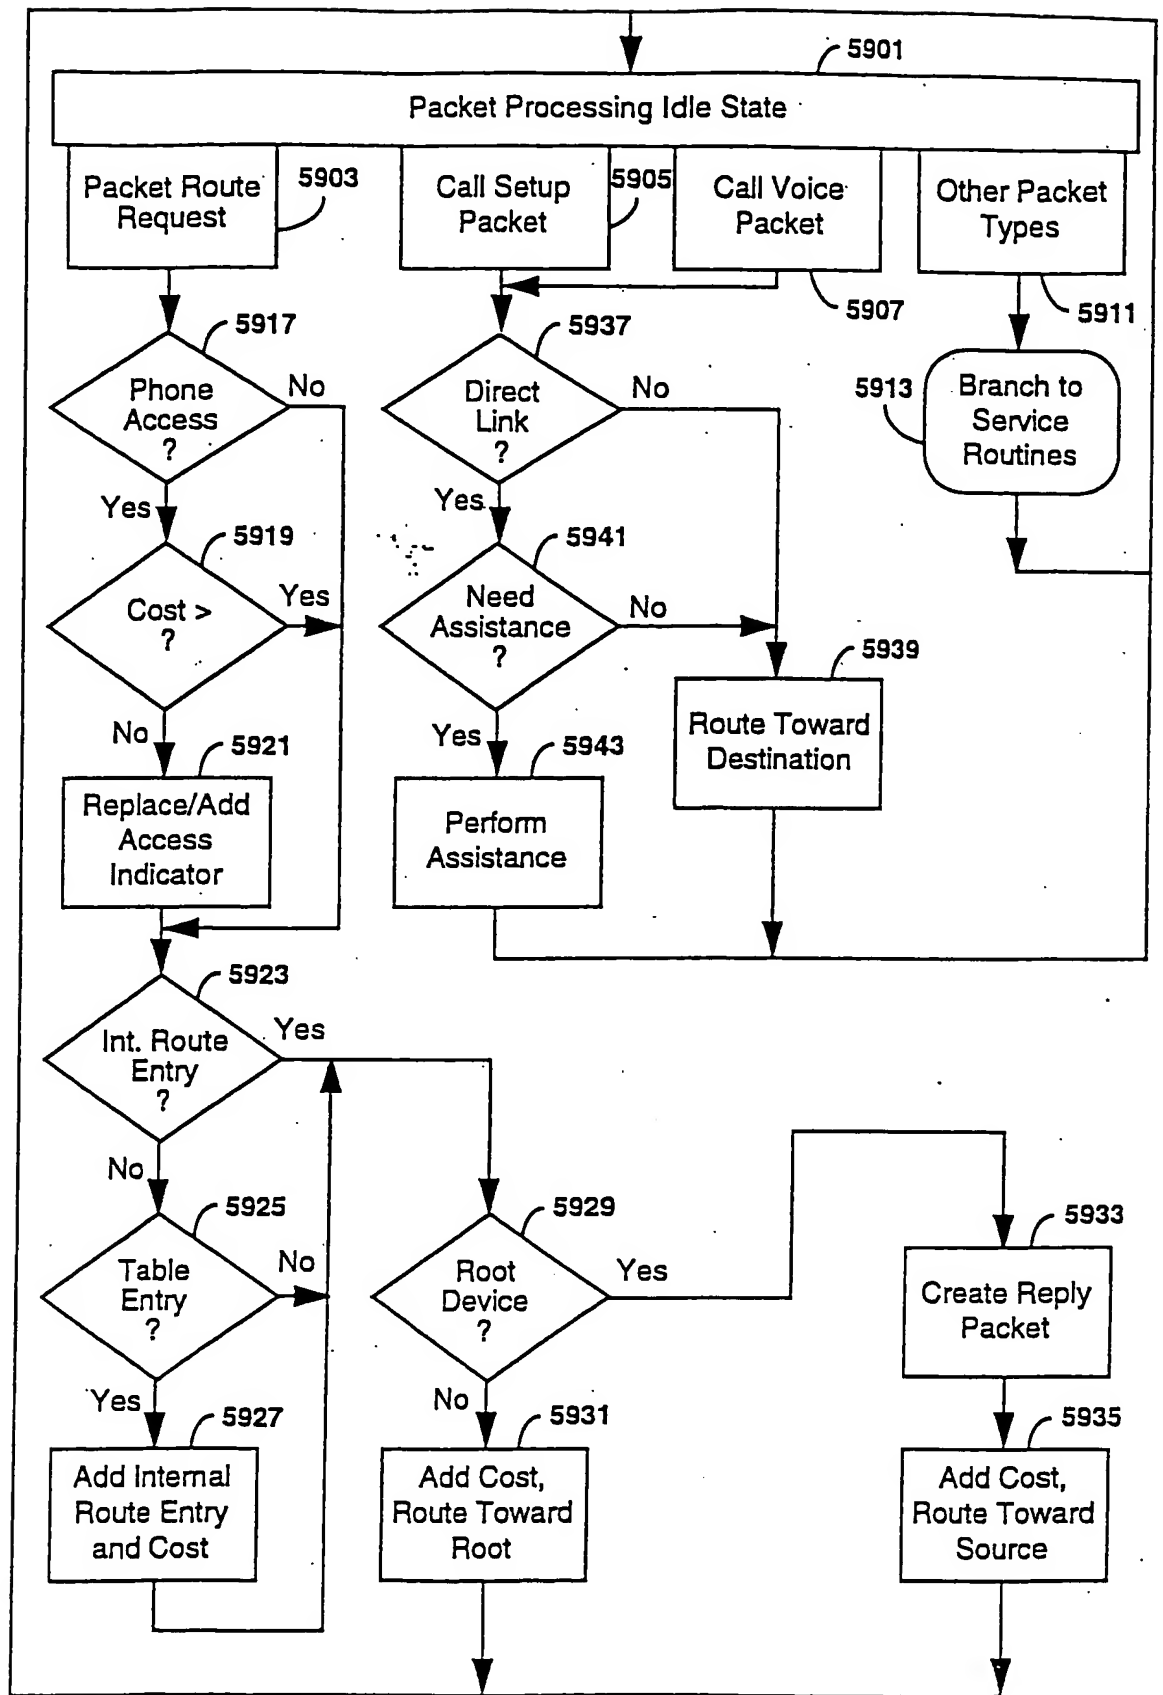 5901
Packet Processing Idle State
Packet Route
Request
5903
Call Setup
Packet
5905
Call Voice
Packet
5907
Other Packet
Types
5911
5917
Phone
Access
?
No
Yes
5937
Direct
Link
?
No
Yes
5913
Branch to
Service
Routines
5919
Cost >
?
Yes
No
5941
Need
Assistance
?
No
Yes
5939
Route Toward
Destination
5921
Replace/Add
Access
Indicator
5943
Perform
Assistance
5923
Int. Route
Entry
?
Yes
No
5925
Table
Entry
?
No
Yes
5929
Root
Device
?
Yes
No
5933
Create Reply
Packet
5927
Add Internal
Route Entry
and Cost
5931
Add Cost,
Route Toward
Root
5935
Add Cost,
Route Toward
Source